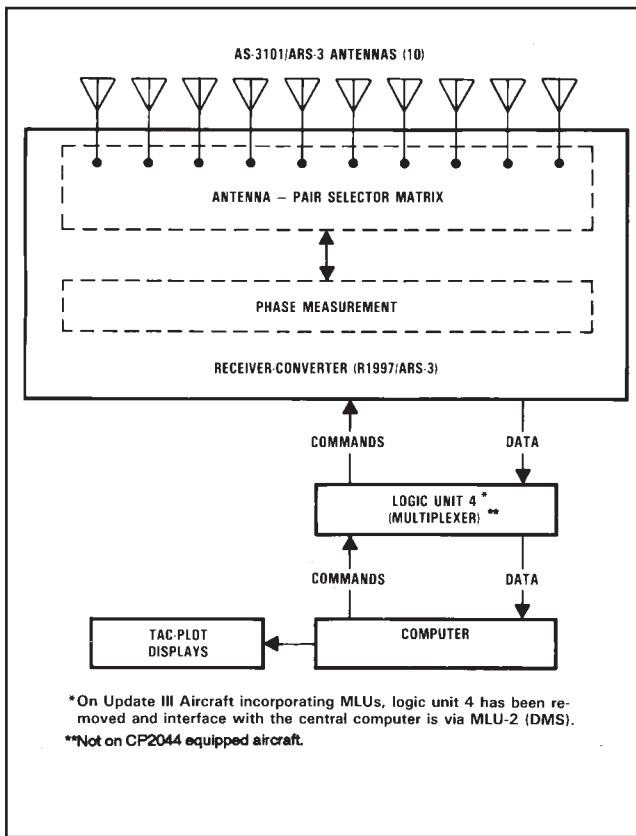 AS-3101/ARS-3 ANTENNAS (10)
ANTENNA – PAIR SELECTOR MATRIX
PHASE MEASUREMENT
RECEIVER-CONVERTER (R1997/ARS-3)
COMMANDS
DATA
LOGIC UNIT 4 *
(MULTIPLEXER) **
COMMANDS
DATA
TAC-PLOT
DISPLAYS
COMPUTER
*On Update III Aircraft incorporating MLUs, logic unit 4 has been re-
moved and interface with the central computer is via MLU-2 (DMS).
**Not on CP2044 equipped aircraft.